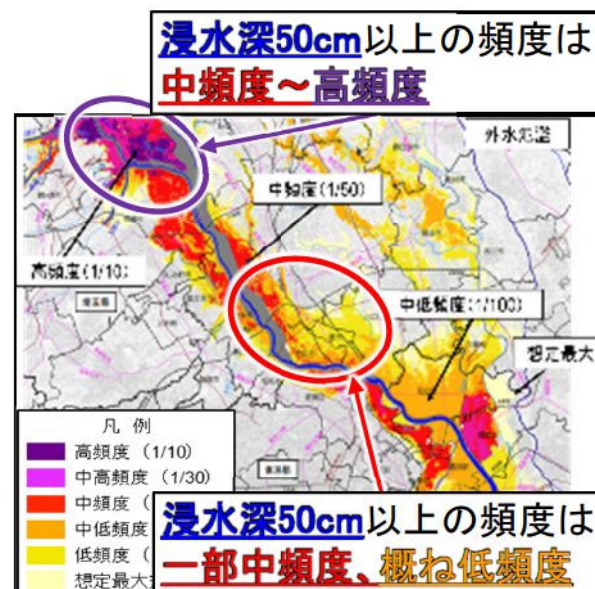 浸水深50cm以上の頻度は
中頻度～高頻度
外水氾濫
中頻度(1/50)
高頻度(1/10)
中低頻度(1/100)
想定最大
凡 例
高頻度 (1/10)
中高頻度 (1/30)
中頻度 (
中低頻度
低頻度 (
想定最大
浸水深50cm以上の頻度は
一部中頻度、概ね低頻度